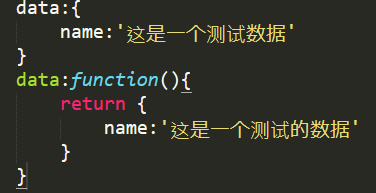 data:{
    name:'这是一个测试数据'
}
data:function(){
    return {
        name:'这是一个测试的数据'
    }
}